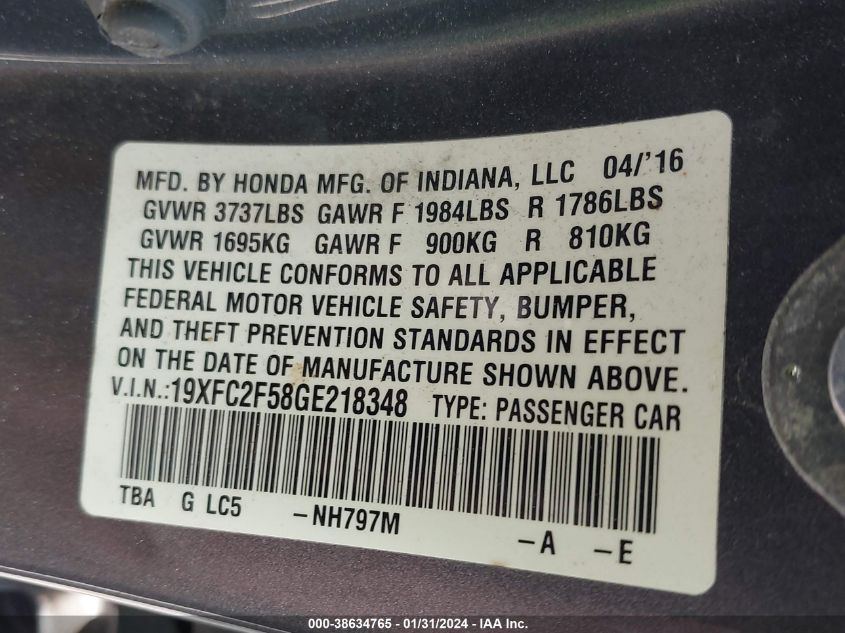 MFD. BY HONDA MFG. OF INDIANA, LLC 04/'16
GVWR 3737LBS GAWR F 1984LBS R 1786LBS
GVWR 1695KG GAWR F 900KG R 810KG
THIS VEHICLE CONFORMS TO ALL APPLICABLE
FEDERAL MOTOR VEHICLE SAFETY, BUMPER,
AND THEFT PREVENTION STANDARDS IN EFFECT
ON THE DATE OF MANUFACTURE SHOWN ABOVE.
V.I.N.:19XFC2F58GE218348 TYPE: PASSENGER CAR
TBA G LC5 -NH797M -A -E
000-38634765 - 01/31/2024 - IAA Inc.